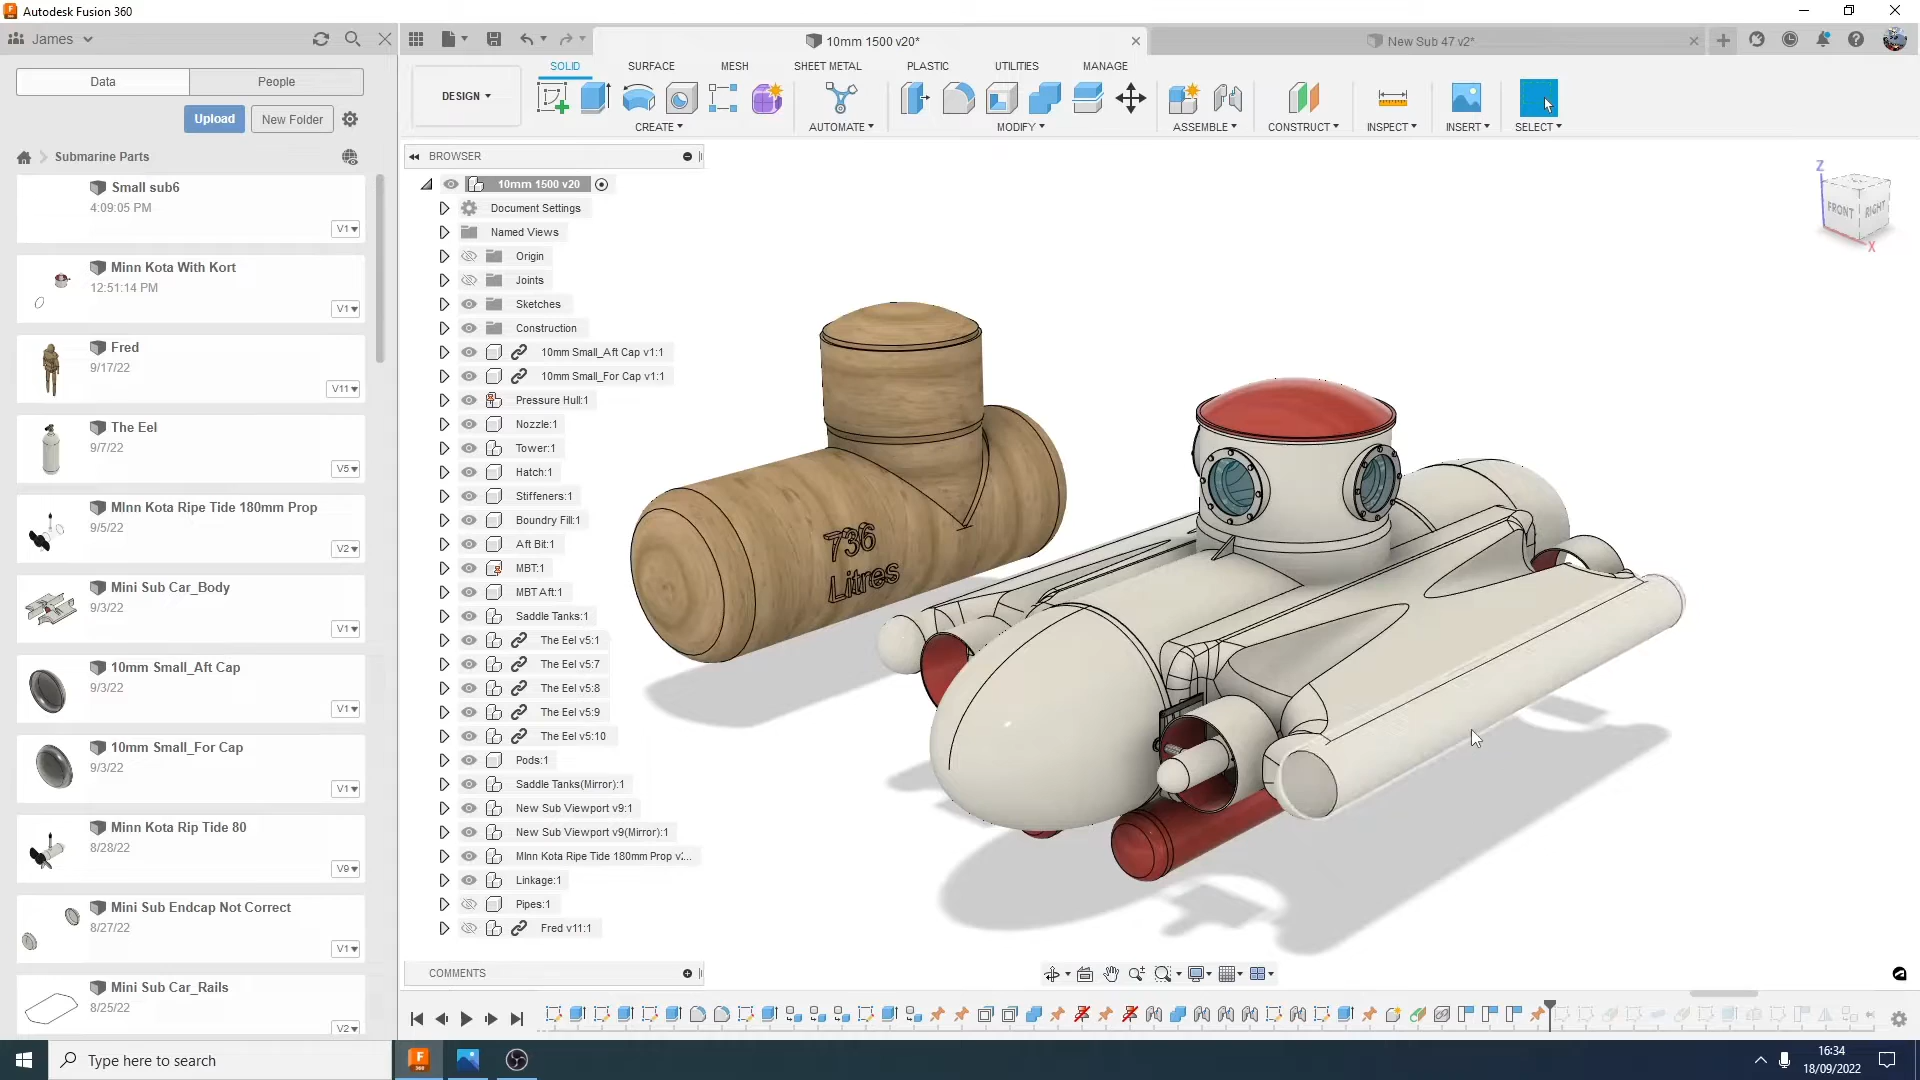 Autodesk Fusion 360
James
Data
People
Upload
New Folder
Submarine Parts
Small sub6
4:09:05 PM
V1
Minn Kota With Kort
12:51:14 PM
V1
Fred
9/17/22
V11
The Eel
9/7/22
V5
MInn Kota Ripe Tide 180mm Prop
9/5/22
V2
Mini Sub Car_Body
9/3/22
V1
10mm Small_Aft Cap
9/3/22
V1
10mm Small_For Cap
9/3/22
V1
Minn Kota Rip Tide 80
8/28/22
V9
Mini Sub Endcap Not Correct
8/27/22
V1
Mini Sub Car_Rails
8/25/22
V2
10mm 1500 v20*
New Sub 47 v2*
DESIGN
SOLID
SURFACE
MESH
SHEET METAL
PLASTIC
UTILITIES
MANAGE
CREATE
AUTOMATE
MODIFY
ASSEMBLE
CONSTRUCT
INSPECT
INSERT
SELECT
BROWSER
10mm 1500 v20
Document Settings
Named Views
Origin
Joints
Sketches
Construction
10mm Small_Aft Cap v1:1
10mm Small_For Cap v1:1
Pressure Hull:1
Nozzle:1
Tower:1
Hatch:1
Stiffeners:1
Boundry Fill:1
Aft Bit:1
MBT:1
MBT Aft:1
Saddle Tanks:1
The Eel v5:1
The Eel v5:7
The Eel v5:8
The Eel v5:9
The Eel v5:10
Pods:1
Saddle Tanks(Mirror):1
New Sub Viewport v9:1
New Sub Viewport v9(Mirror):1
MInn Kota Ripe Tide 180mm Prop v2...
Linkage:1
Pipes:1
Fred v11:1
COMMENTS
736
Litres
Z
FRONT
RIGHT
X
Type here to search
16:34
18/09/2022